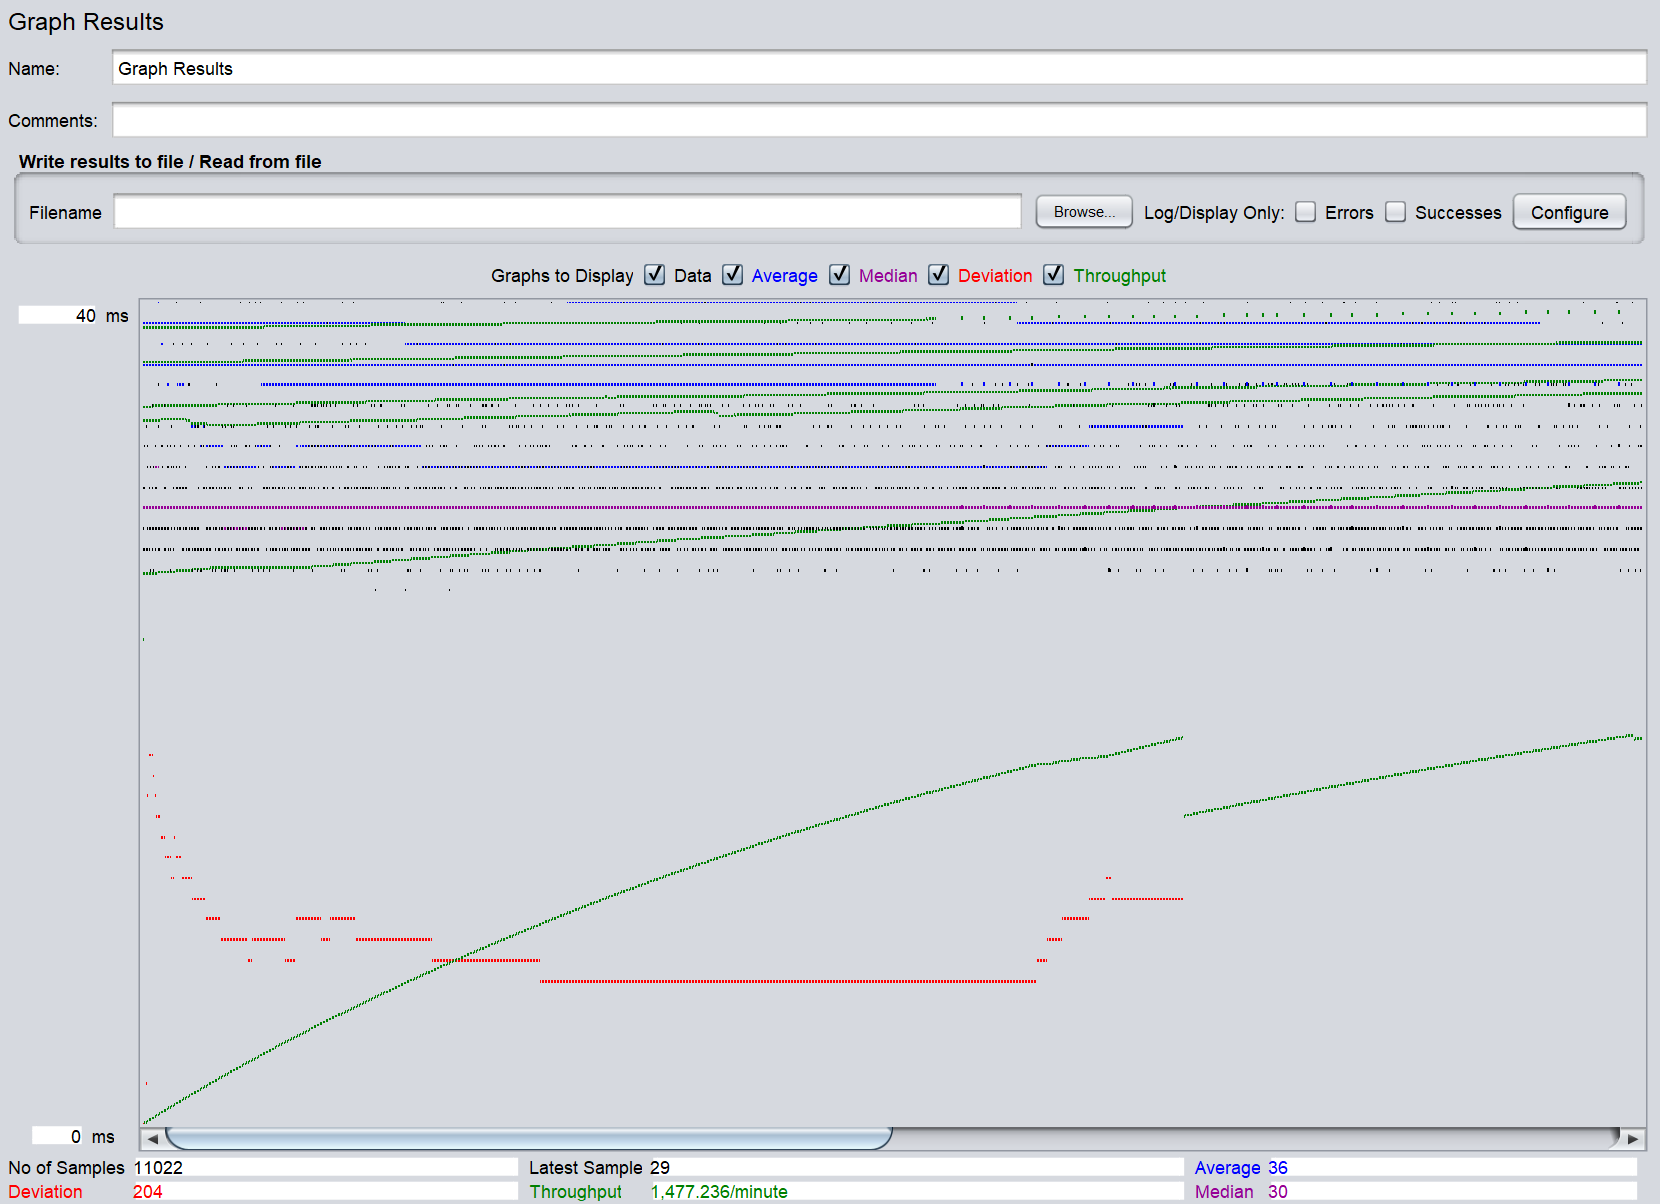 Graph Results
Name: Graph Results
Comments:
Write results to file / Read from file
Filename Browse... Log/Display Only: Errors Successes Configure
Graphs to Display Data Average Median Deviation Throughput
40 ms
0 ms
No of Samples 11022 Latest Sample 29 Average 36
Deviation 204 Throughput 1,477.236/minute Median 30